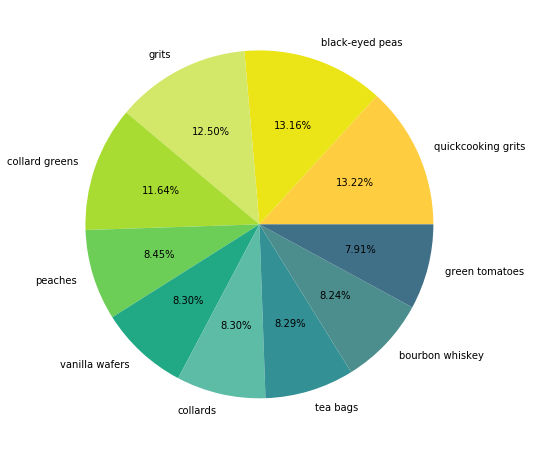 black-eyed peas
grits
13.16%
12.50%
quickcooking grits
collard greens
13.22%
11.64%
8.45%
7.91%
green tomatoes
peaches
8.30%
8.24%
8.30%
8.29%
bourbon whiskey
vanilla wafers
collards
tea bags